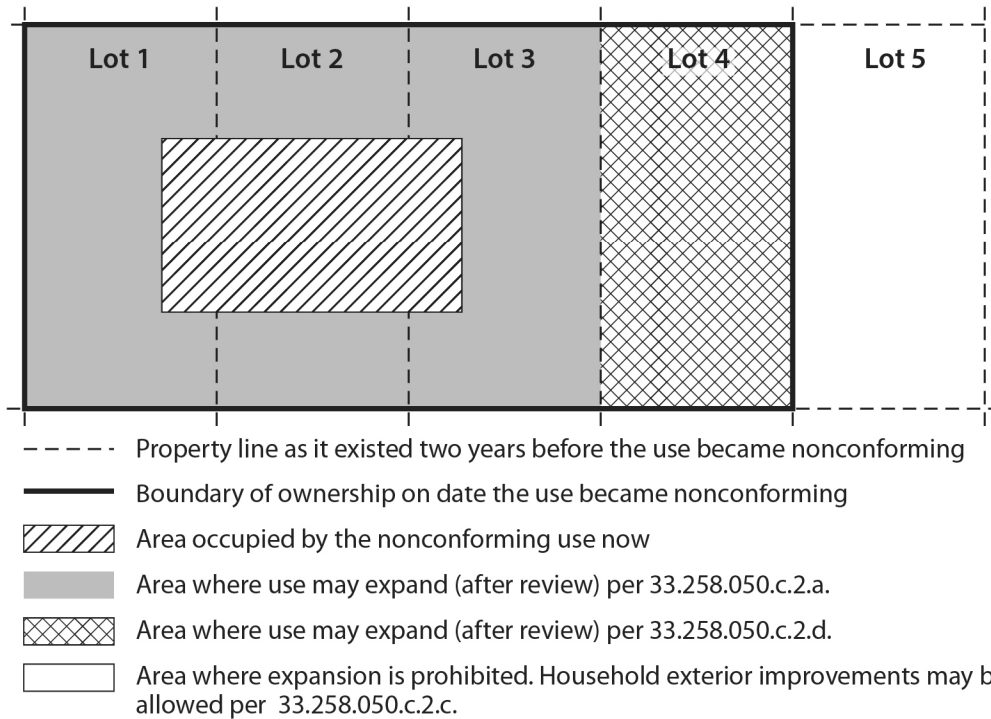 Lot 1
Lot 2
Lot 3
Lot 4
Lot 5
Property line as it existed two years before the use became nonconforming
Boundary of ownership on date the use became nonconforming
Area occupied by the nonconforming use now
Area where use may expand (after review) per 33.258.050.c.2.a.
Area where use may expand (after review) per 33.258.050.c.2.d.
Area where expansion is prohibited. Household exterior improvements may
allowed per 33.258.050.c.2.c.